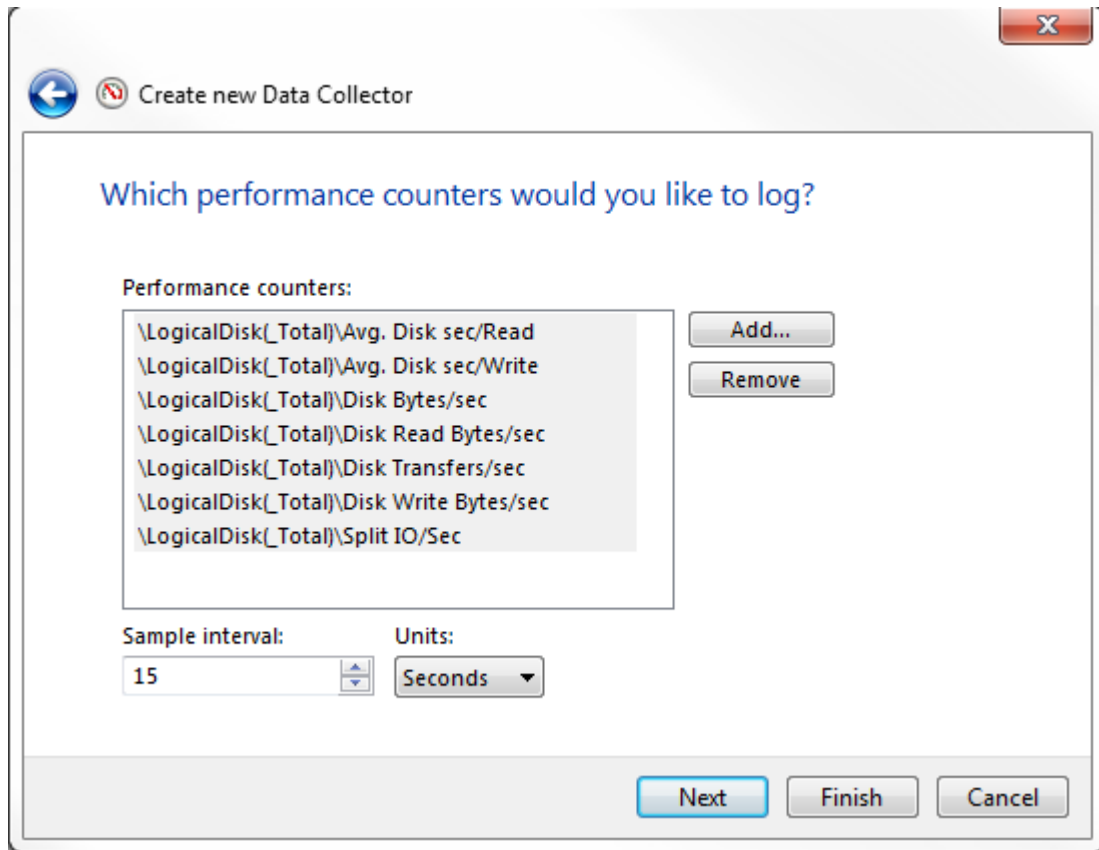 Create new Data Collector
Which performance counters would you like to log?
Performance counters:
\LogicalDisk(_Total)\Avg. Disk sec/Read
\LogicalDisk(_Total)\Avg. Disk sec/Write
\LogicalDisk(_Total)\Disk Bytes/sec
\LogicalDisk(_Total)\Disk Read Bytes/sec
\LogicalDisk(_Total)\Disk Transfers/sec
\LogicalDisk(_Total)\Disk Write Bytes/sec
\LogicalDisk(_Total)\Split IO/Sec
Add...
Remove
Sample interval:
Units:
15
Seconds
Next
Finish
Cancel